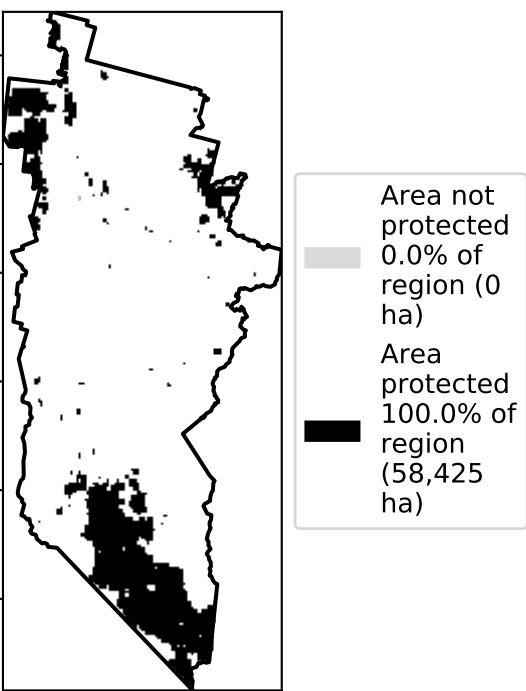 Area not
protected
0.0% of
region (0
ha)
Area
protected
100.0% of
region
(58,425
ha)